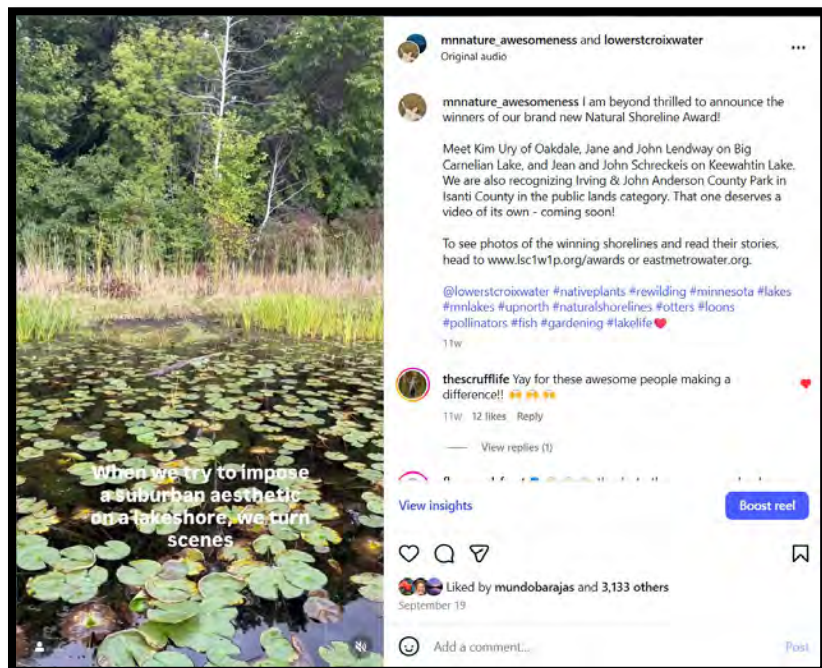 mnnature_awesomeness and lowerstcroixwater
Original audio
mnnature_awesomeness I am beyond thrilled to announce the
winners of our brand new Natural Shoreline Award!
Meet Kim Ury of Oakdale, Jane and John Lendway on Big
Carnelian Lake, and Jean and John Schreckeis on Keewahtin Lake.
We are also recognizing Irving & John Anderson County Park in
Isanti County in the public lands category. That one deserves a
video of its own - coming soon!
To see photos of the winning shorelines and read their stories,
head to www.lsc1w1p.org/awards or eastmetrowater.org.
@lowerstcroixwater #nativeplants #rewilding #minnesota #lakes
#mnlakes #upnorth #naturalshorelines #otters #loons
#pollinators #fish #gardening #lakelife❤️
11w
thescrufflife Yay for these awesome people making a
difference!! 🙌 🙌 🙌
11w 12 likes Reply
View replies (1)
View insights
Boost reel
Liked by mundobarajas and 3,133 others
September 19
Add a comment...
Post
When we try to impose
a suburban aesthetic
on a lakeshore, we turn
scenes